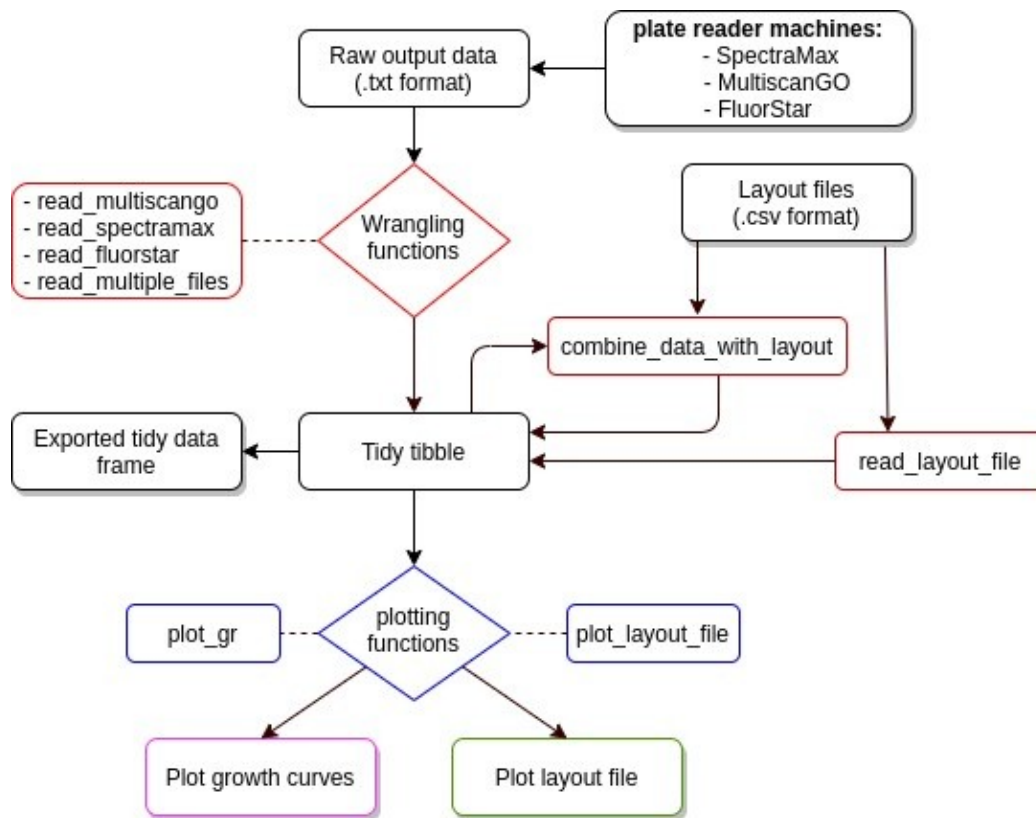 Raw output data
(.txt format)
plate reader machines:
- SpectraMax
- MultiscanGO
- FluorStar
- read_multiscango
- read_spectramax
- read_fluorstar
- read_multiple_files
Wrangling
functions
Layout files
(.csv format)
combine_data_with_layout
Exported tidy data
frame
Tidy tibble
read_layout_file
plot_gr
plotting
functions
plot_layout_file
Plot growth curves
Plot layout file